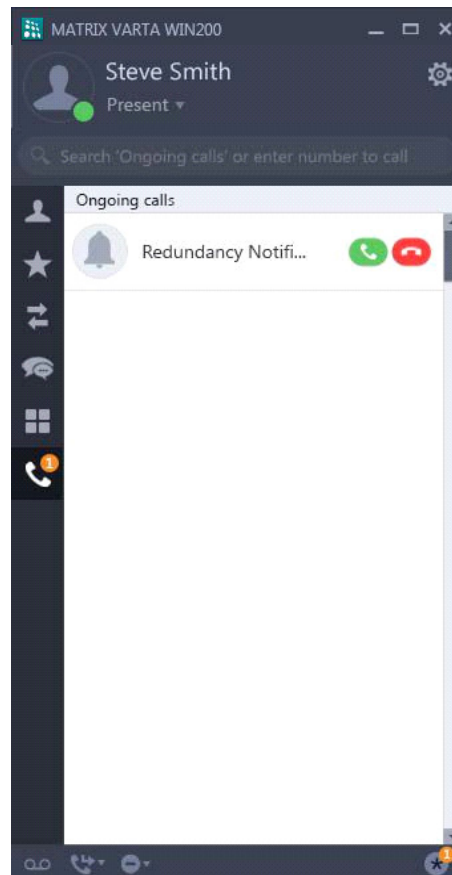 MATRIX VARTA WIN200
Steve Smith
Present
Search 'Ongoing calls' or enter number to call
Ongoing calls
Redundancy Notifi...
1
1